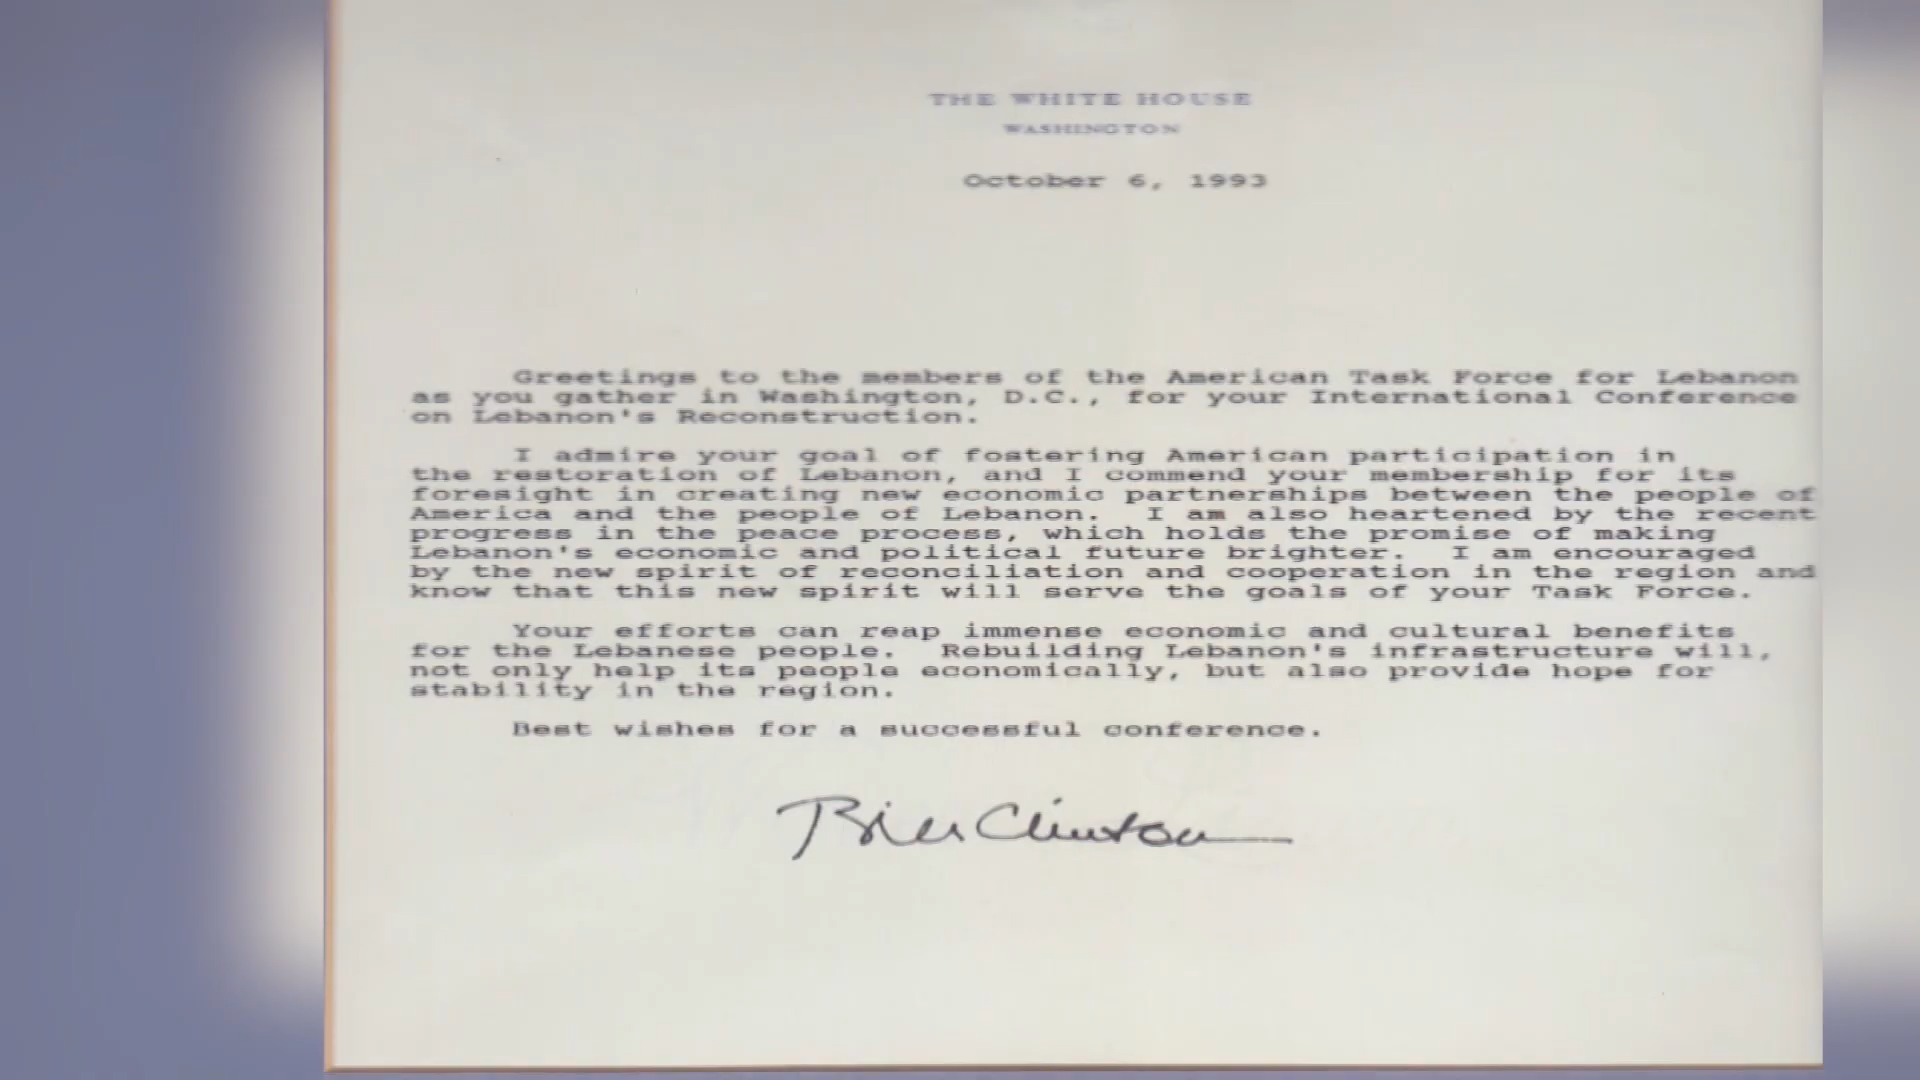 THE WHITE HOUSE
WASHINGTON
October 6, 1993
Greetings to the members of the American Task Force for Lebanon
as you gather in Washington, D.C., for your International Conference
on Lebanon's Reconstruction.
I admire your goal of fostering American participation in
the restoration of Lebanon, and I commend your membership for its
foresight in creating new economic partnerships between the people of
America and the people of Lebanon. I am also heartened by the recent
progress in the peace process, which holds the promise of making
Lebanon's economic and political future brighter. I am encouraged
by the new spirit of reconciliation and cooperation in the region and
know that this new spirit will serve the goals of your Task Force.
Your efforts can reap immense economic and cultural benefits
for the Lebanese people. Rebuilding Lebanon's infrastructure will,
not only help its people economically, but also provide hope for
stability in the region.
Best wishes for a successful conference.
Bill Clinton